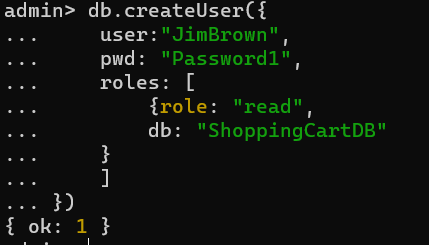 admin> db.createUser({
...     user:"JimBrown",
...     pwd: "Password1",
...     roles: [
...         {role: "read",
...         db: "ShoppingCartDB"
...     }
...     ]
... })
{ ok: 1 }